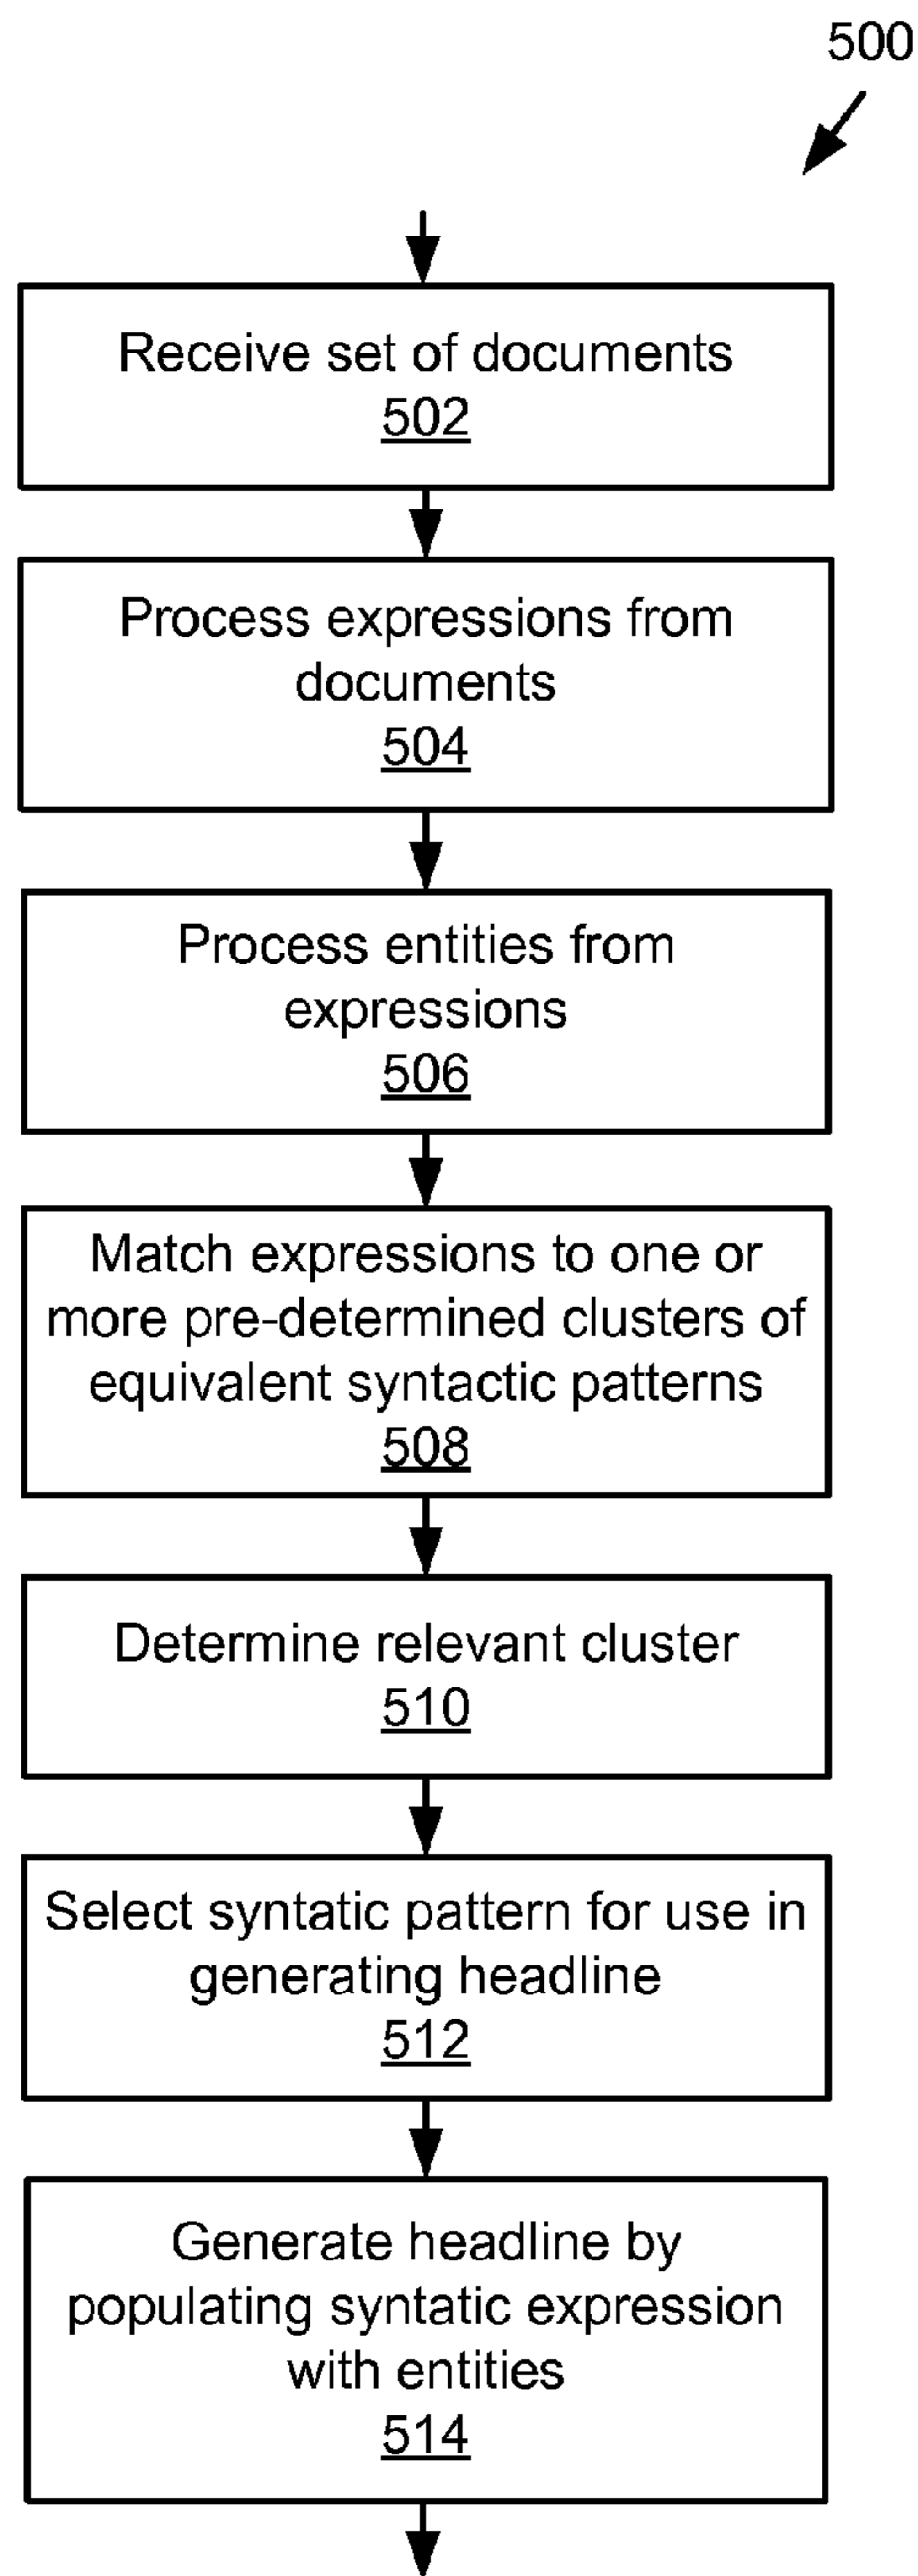 500
Receive set of documents
502
Process expressions from
documents
504
Process entities from
expressions
506
Match expressions to one or
more pre-determined clusters of
equivalent syntactic patterns
508
Determine relevant cluster
510
Select syntatic pattern for use in
generating headline
512
Generate headline by
populating syntatic expression
with entities
514